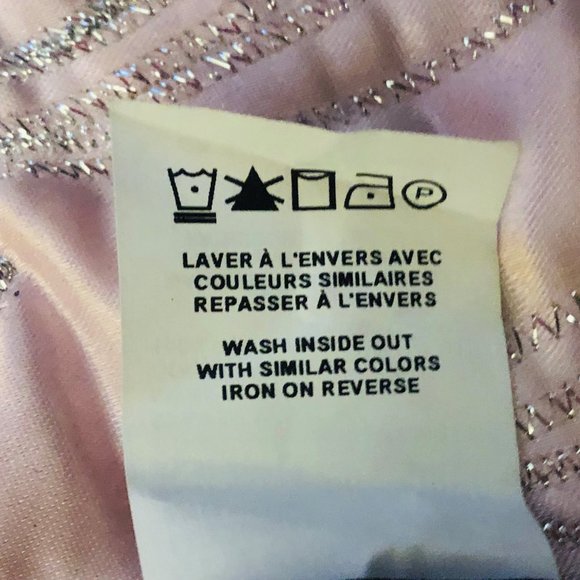 P
LAVER À L'ENVERS AVEC
COULEURS SIMILAIRES
REPASSER À L'ENVERS
WASH INSIDE OUT
WITH SIMILAR COLORS
IRON ON REVERSE